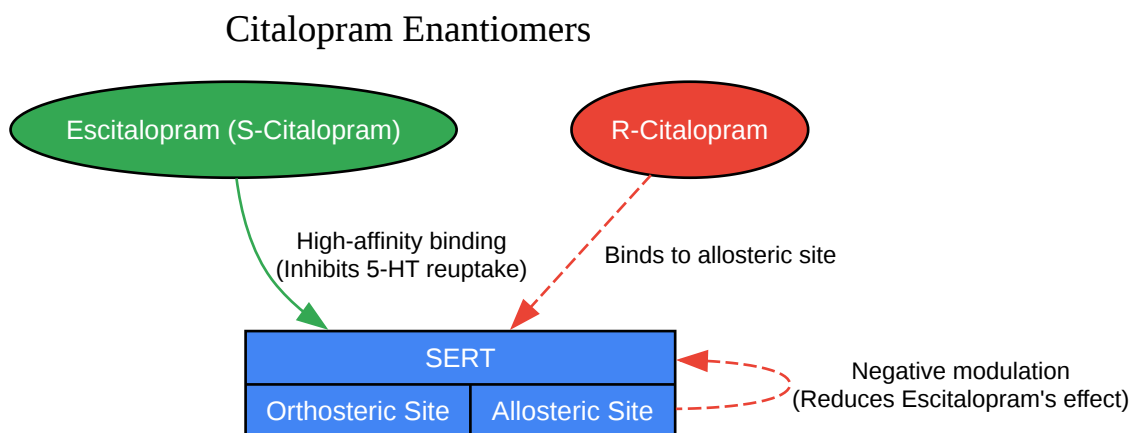 Citalopram Enantiomers
Escitalopram (S-Citalopram)
R-Citalopram
High-affinity binding
(Inhibits 5-HT reuptake)
Binds to allosteric site
SERT
Orthosteric Site
Allosteric Site
Negative modulation
(Reduces Escitalopram's effect)